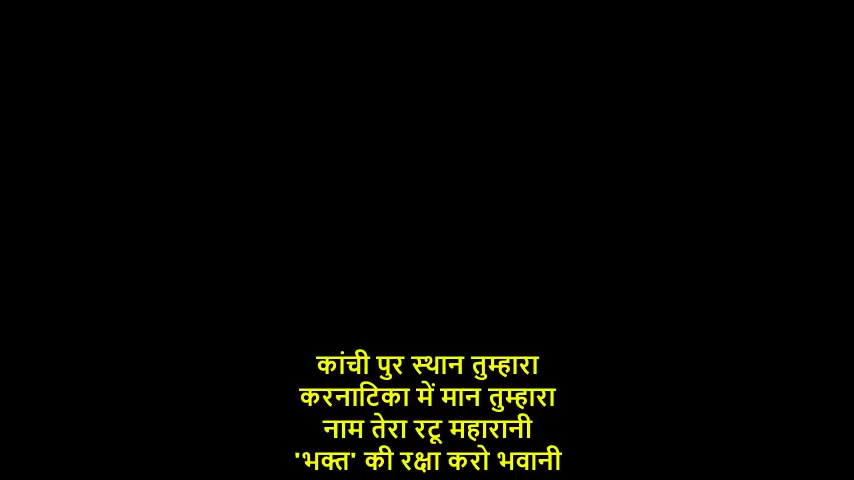 कांची पुर स्थान तुम्हारा
करनाटिका में मान तुम्हारा
नाम तेरा रटू महारानी
'भक्त' की रक्षा करो भवानी